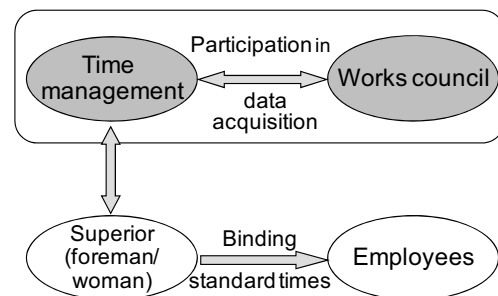 Participation in
Time
management
Works council
data
acquisition
Superior
(foreman/
woman)
Binding
standard times
Employees